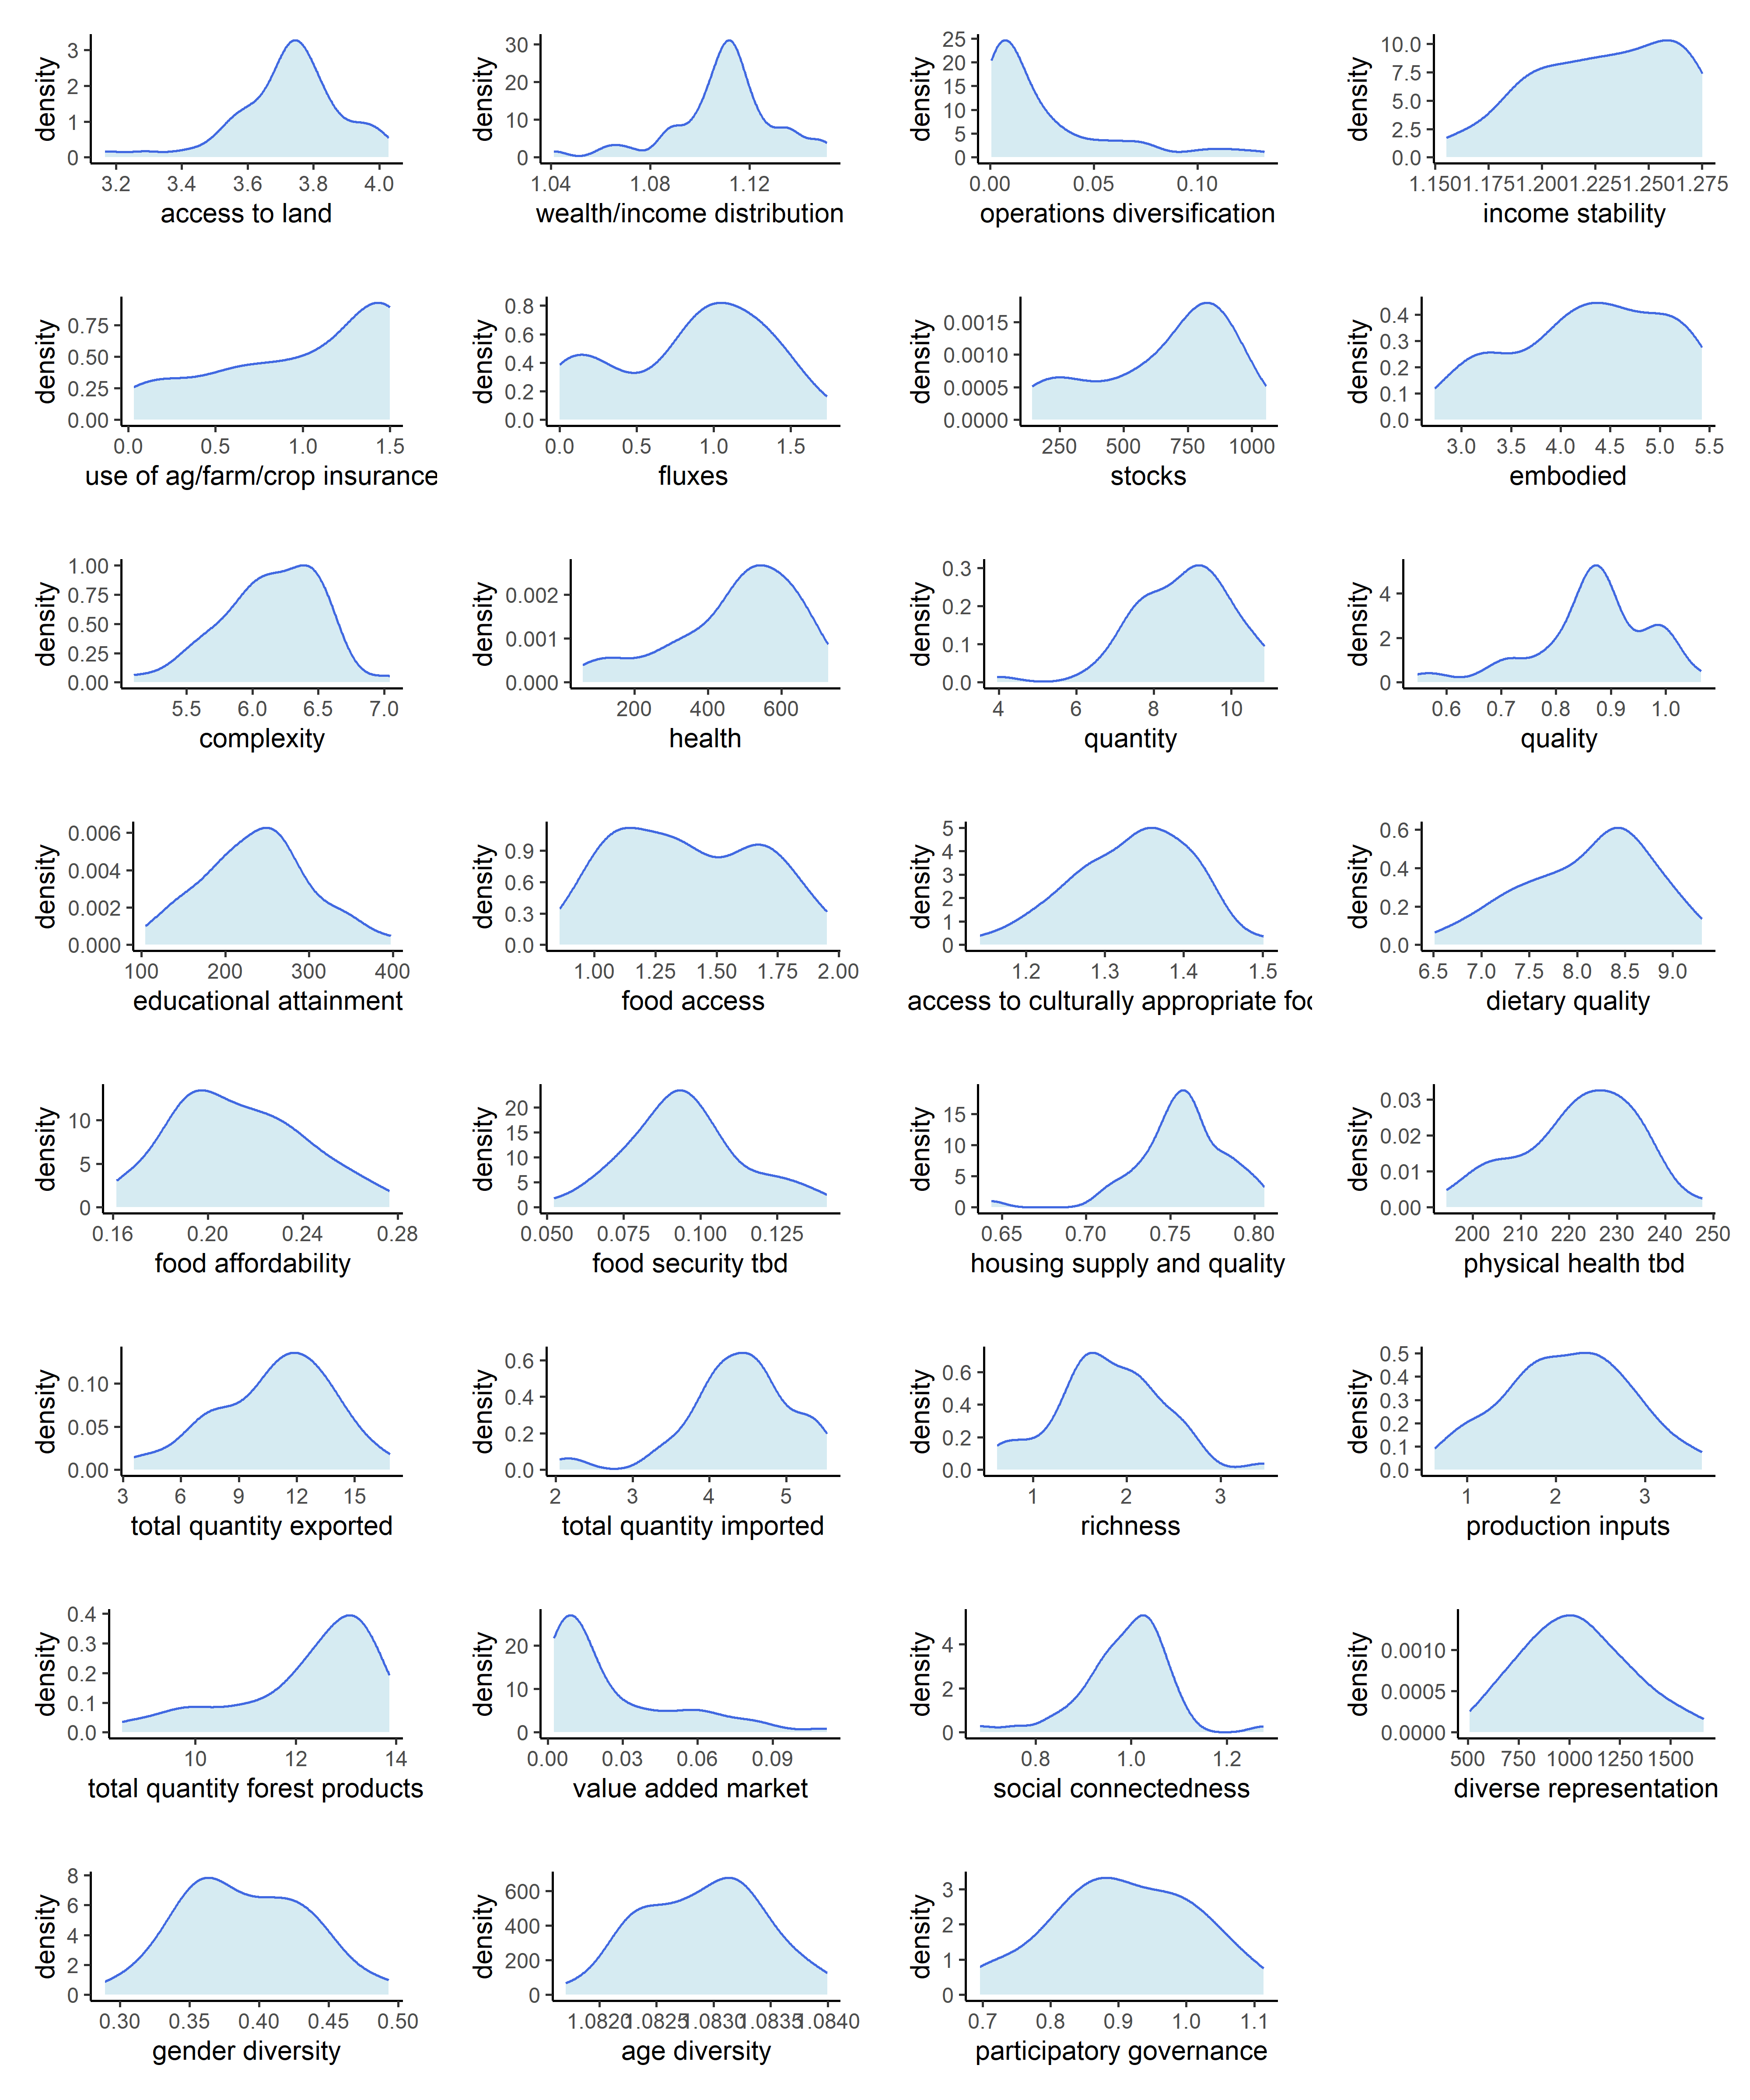 density
3
2
1
0
3.2 3.4 3.6 3.8 4.0
access to land
density
30
20
10
0
1.04 1.08 1.12
wealth/income distribution
density
25
20
15
10
5
0
0.00 0.05 0.10
operations diversification
density
10.0
7.5
5.0
2.5
0.0
1.150 1.175 1.200 1.225 1.250 1.275
income stability
density
0.75
0.50
0.25
0.00
0.0 0.5 1.0 1.5
use of ag/farm/crop insurance
density
0.8
0.6
0.4
0.2
0.0
0.0 0.5 1.0 1.5
fluxes
density
0.0015
0.0010
0.0005
0.0000
250 500 750 1000
stocks
density
0.4
0.3
0.2
0.1
0.0
3.0 3.5 4.0 4.5 5.0 5.5
embodied
density
1.00
0.75
0.50
0.25
0.00
5.5 6.0 6.5 7.0
complexity
density
0.002
0.001
0.000
200 400 600
health
density
0.3
0.2
0.1
0.0
4 6 8 10
quantity
density
4
2
0
0.6 0.7 0.8 0.9 1.0
quality
density
0.006
0.004
0.002
0.000
100 200 300 400
educational attainment
density
0.9
0.6
0.3
0.0
1.00 1.25 1.50 1.75 2.00
food access
density
5
4
3
2
1
0
1.2 1.3 1.4 1.5
access to culturally appropriate foo
density
0.6
0.4
0.2
0.0
6.5 7.0 7.5 8.0 8.5 9.0
dietary quality
density
10
5
0
0.16 0.20 0.24 0.28
food affordability
density
20
15
10
5
0
0.050 0.075 0.100 0.125
food security tbd
density
15
10
5
0
0.65 0.70 0.75 0.80
housing supply and quality
density
0.03
0.02
0.01
0.00
200 210 220 230 240 250
physical health tbd
density
0.10
0.05
0.00
3 6 9 12 15
total quantity exported
density
0.6
0.4
0.2
0.0
2 3 4 5
total quantity imported
density
0.6
0.4
0.2
0.0
1 2 3
richness
density
0.5
0.4
0.3
0.2
0.1
0.0
1 2 3
production inputs
density
0.4
0.3
0.2
0.1
0.0
10 12 14
total quantity forest products
density
20
10
0
0.00 0.03 0.06 0.09
value added market
density
4
2
0
0.8 1.0 1.2
social connectedness
density
0.0010
0.0005
0.0000
500 750 1000 1250 1500
diverse representation
density
8
6
4
2
0
0.30 0.35 0.40 0.45 0.50
gender diversity
density
600
400
200
0
1.0820 1.0825 1.0830 1.0835 1.0840
age diversity
density
3
2
1
0
0.7 0.8 0.9 1.0 1.1
participatory governance